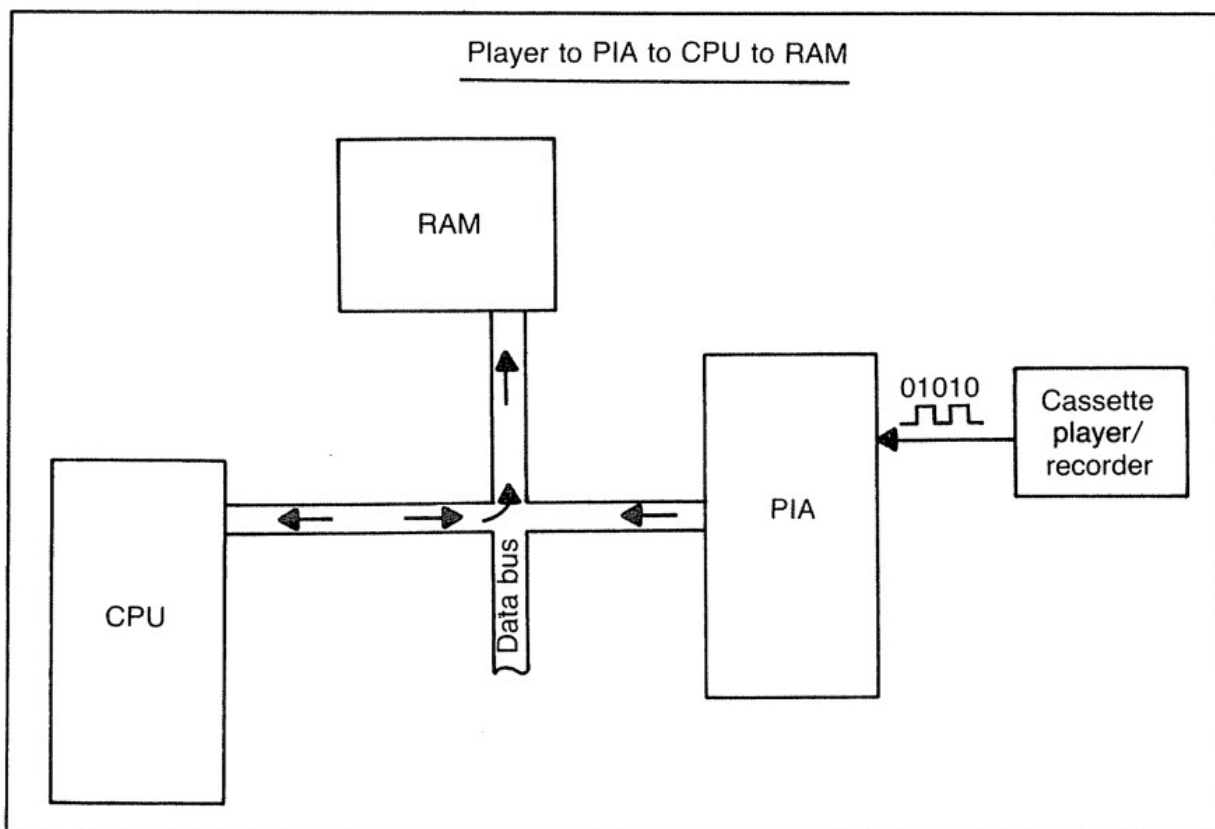 Player to PIA to CPU to RAM
RAM
01010
Cassette
player/
recorder
PIA
CPU
Data bus